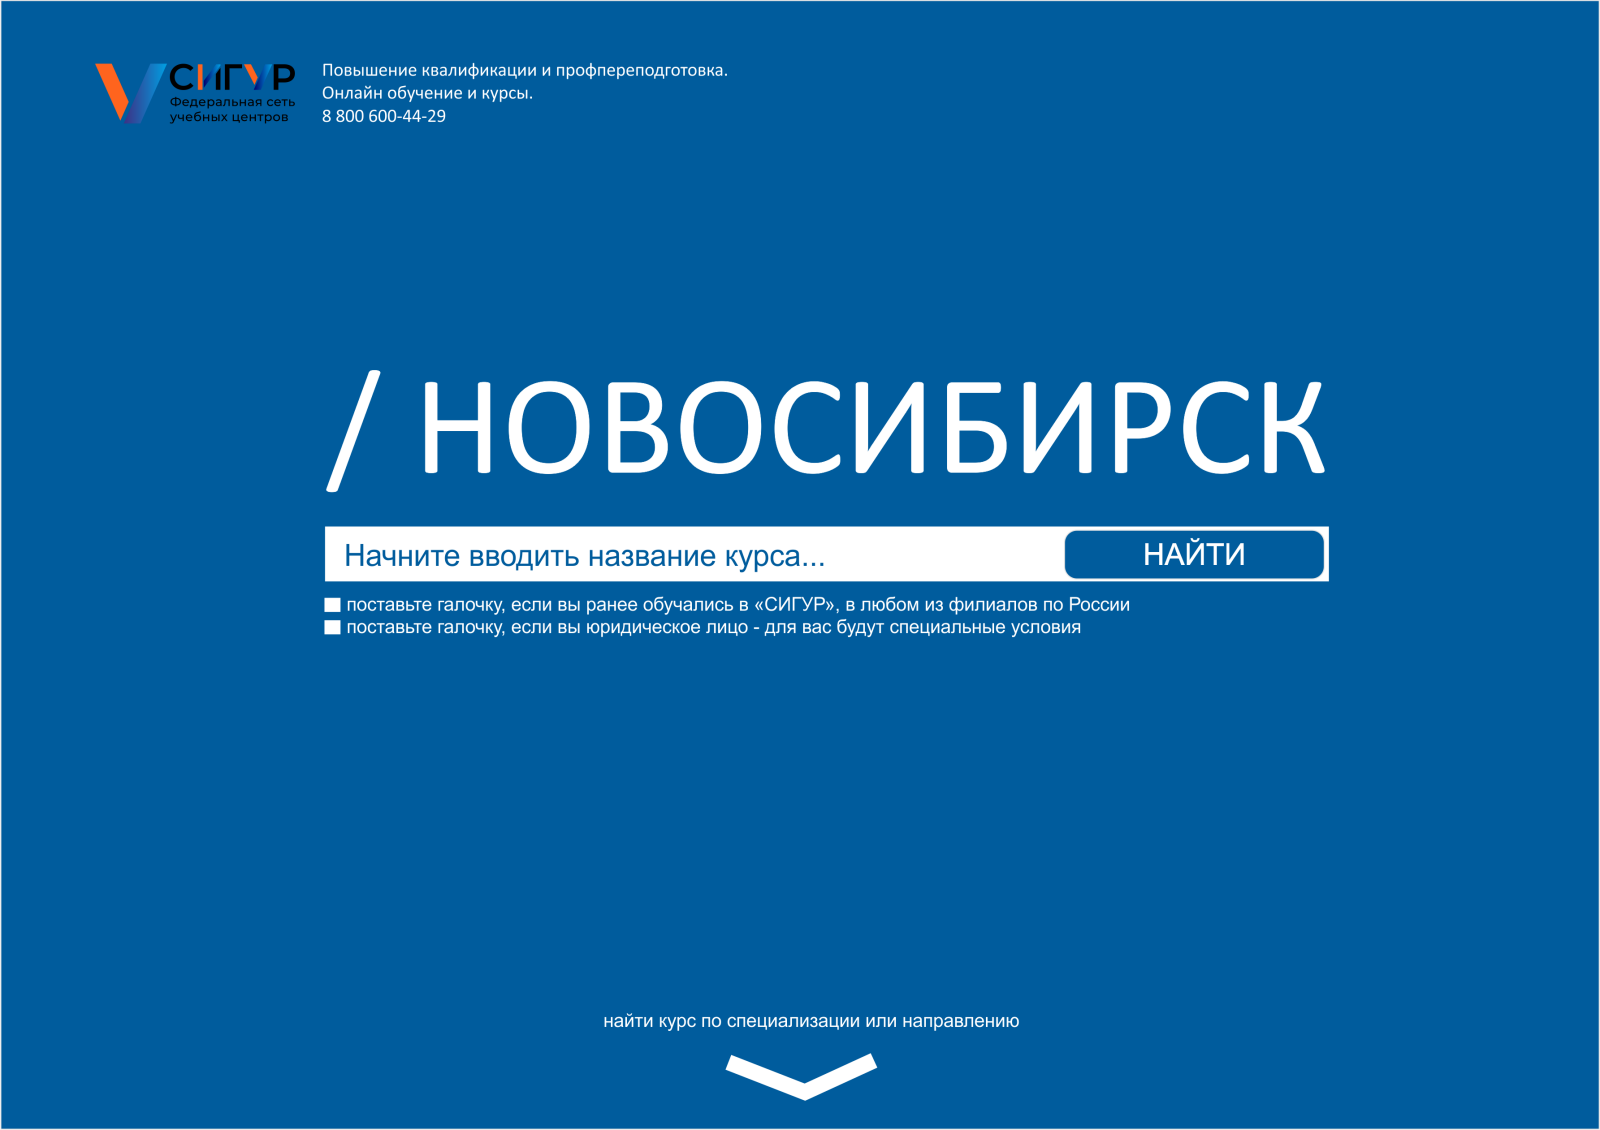 СИГУР
Федеральная сеть
учебных центров
Повышение квалификации и профпереподготовка.
Онлайн обучение и курсы.
8 800 600-44-29
/ НОВОСИБИРСК
Начните вводить название курса...
НАЙТИ
поставьте галочку, если вы ранее обучались в «СИГУР», в любом из филиалов по России
поставьте галочку, если вы юридическое лицо - для вас будут специальные условия
найти курс по специализации или направлению